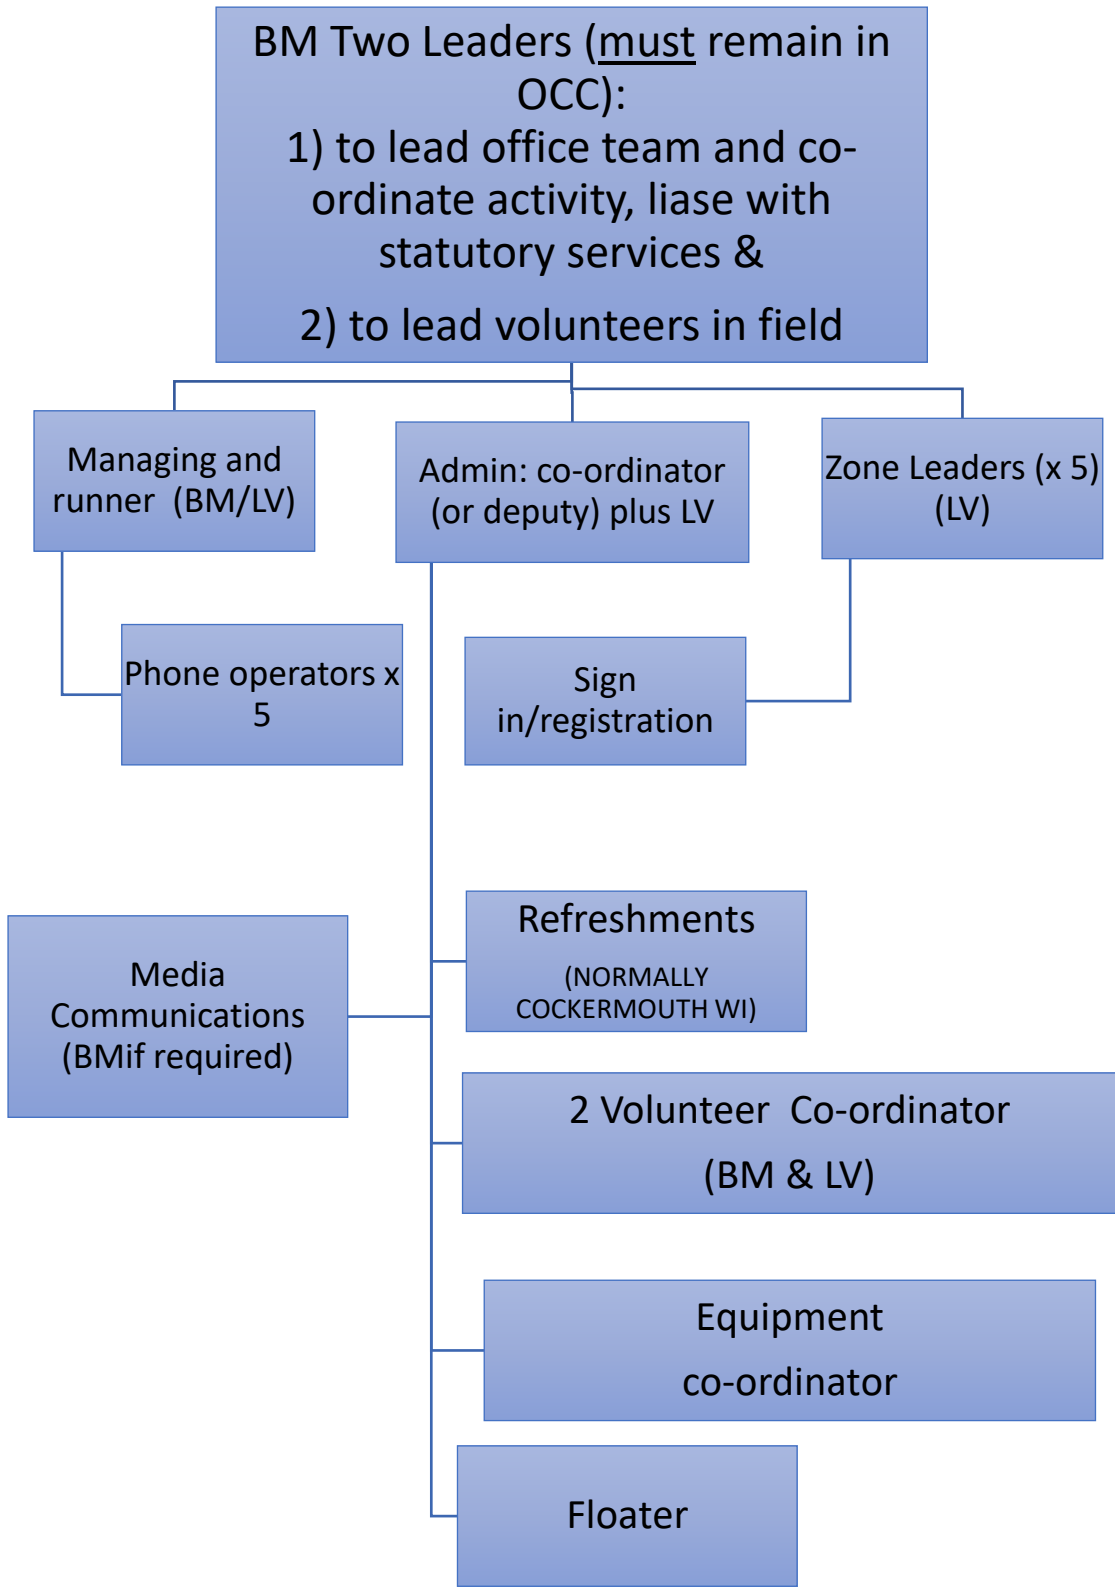 BM Two Leaders (must remain in
OCC):
1) to lead office team and co-
ordinate activity, liase with
statutory services &
2) to lead volunteers in field
Managing and
runner  (BM/LV)
Admin: co-ordinator
(or deputy) plus LV
Zone Leaders (x 5)
(LV)
Phone operators x
5
Sign
in/registration
Media
Communications
(BMif required)
Refreshments
(NORMALLY
COCKERMOUTH WI)
2 Volunteer  Co-ordinator
(BM & LV)
Equipment
co-ordinator
Floater